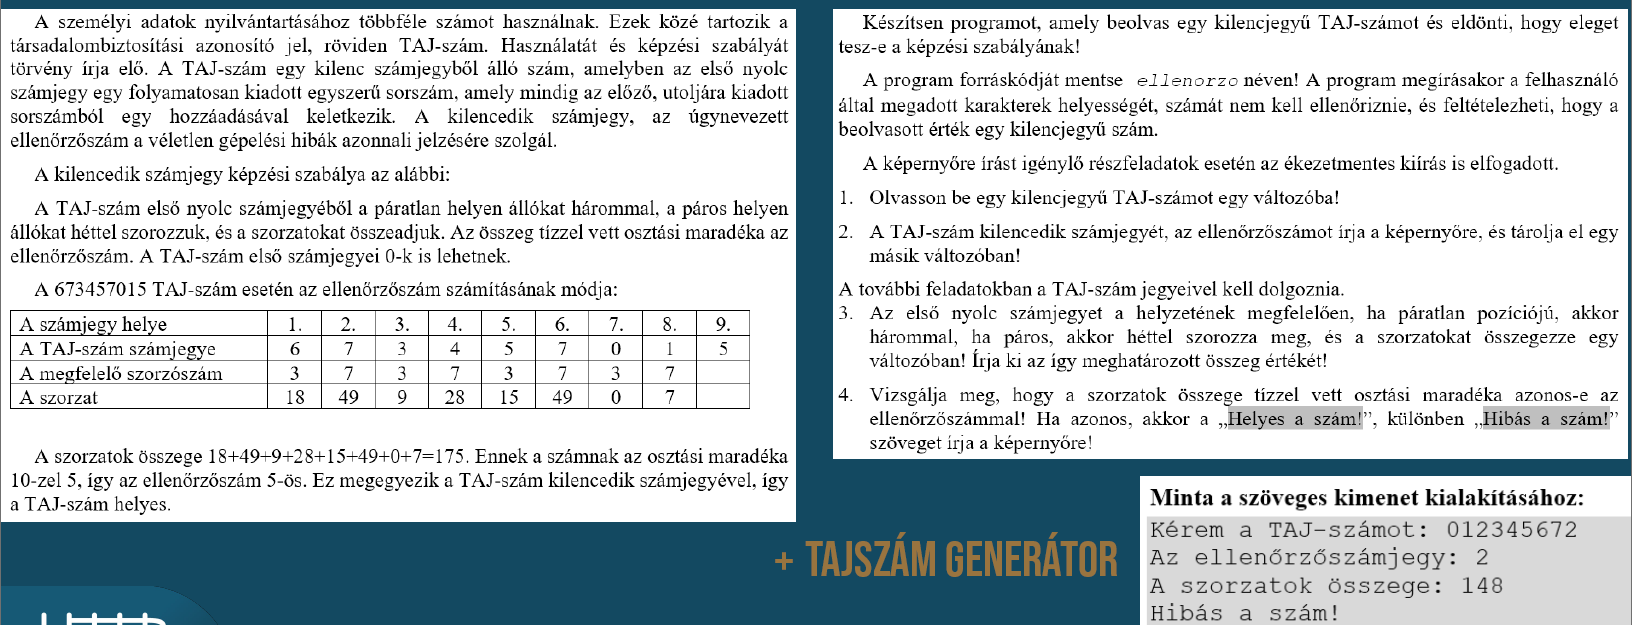 A személyi adatok nyilvántartásához többféle számot használnak. Ezek közé tartozik a
társadalombiztosítási azonosító jel, röviden TAJ-szám. Használatát és képzési szabályát
törvény írja elő. A TAJ-szám egy kilenc számjegyből álló szám, amelyben az első nyolc
számjegy egy folyamatosan kiadott egyszerű sorszám, amely mindig az előző, utoljára kiadott
sorszámból egy hozzáadásával keletkezik. A kilencedik számjegy, az úgynevezett
ellenőrzőszám a véletlen gépelési hibák azonnali jelzésére szolgál.
A kilencedik számjegy képzési szabálya az alábbi:
A TAJ-szám első nyolc számjegyéből a páratlan helyen állókat hárommal, a páros helyen
állókat héttel szorozzuk, és a szorzatokat összeadjuk. Az összeg tízzel vett osztási maradéka az
ellenőrzőszám. A TAJ-szám első számjegyei 0-k is lehetnek.
A 673457015 TAJ-szám esetén az ellenőrzőszám számításának módja:
A számjegy helye 1. 2. 3. 4. 5. 6. 7. 8. 9.
A TAJ-szám számjegye 6 7 3 4 5 7 0 1 5
A megfelelő szorzószám 3 7 3 7 3 7 3 7
A szorzat 18 49 9 28 15 49 0 7
A szorzatok összege 18+49+9+28+15+49+0+7=175. Ennek a számnak az osztási maradéka
10-zel 5, így az ellenőrzőszám 5-ös. Ez megegyezik a TAJ-szám kilencedik számjegyével, így
a TAJ-szám helyes.
Készítsen programot, amely beolvas egy kilencjegyű TAJ-számot és eldönti, hogy eleget
tesz-e a képzési szabályának!
A program forráskódját mentse ellenorzo néven! A program megírásakor a felhasználó
által megadott karakterek helyességét, számát nem kell ellenőriznie, és feltételezheti, hogy a
beolvasott érték egy kilencjegyű szám.
A képernyőre írást igénylő részfeladatok esetén az ékezetmentes kiírás is elfogadott.
1. Olvasson be egy kilencjegyű TAJ-számot egy változóba!
2. A TAJ-szám kilencedik számjegyét, az ellenőrzőszámot írja a képernyőre, és tárolja el egy
másik változóban!
A további feladatokban a TAJ-szám jegyeivel kell dolgoznia.
3. Az első nyolc számjegyet a helyzetének megfelelően, ha páratlan pozíciójú, akkor
hárommal, ha páros, akkor héttel szorozza meg, és a szorzatokat összegezze egy
változóban! Írja ki az így meghatározott összeg értékét!
4. Vizsgálja meg, hogy a szorzatok összege tízzel vett osztási maradéka azonos-e az
ellenőrzőszámmal! Ha azonos, akkor a „Helyes a szám!”, különben „Hibás a szám!”
szöveget írja a képernyőre!
+ TAJSZÁM GENERÁTOR
Minta a szöveges kimenet kialakításához:
Kérem a TAJ-számot: 012345672
Az ellenőrzőszámjegy: 2
A szorzatok összege: 148
Hibás a szám!